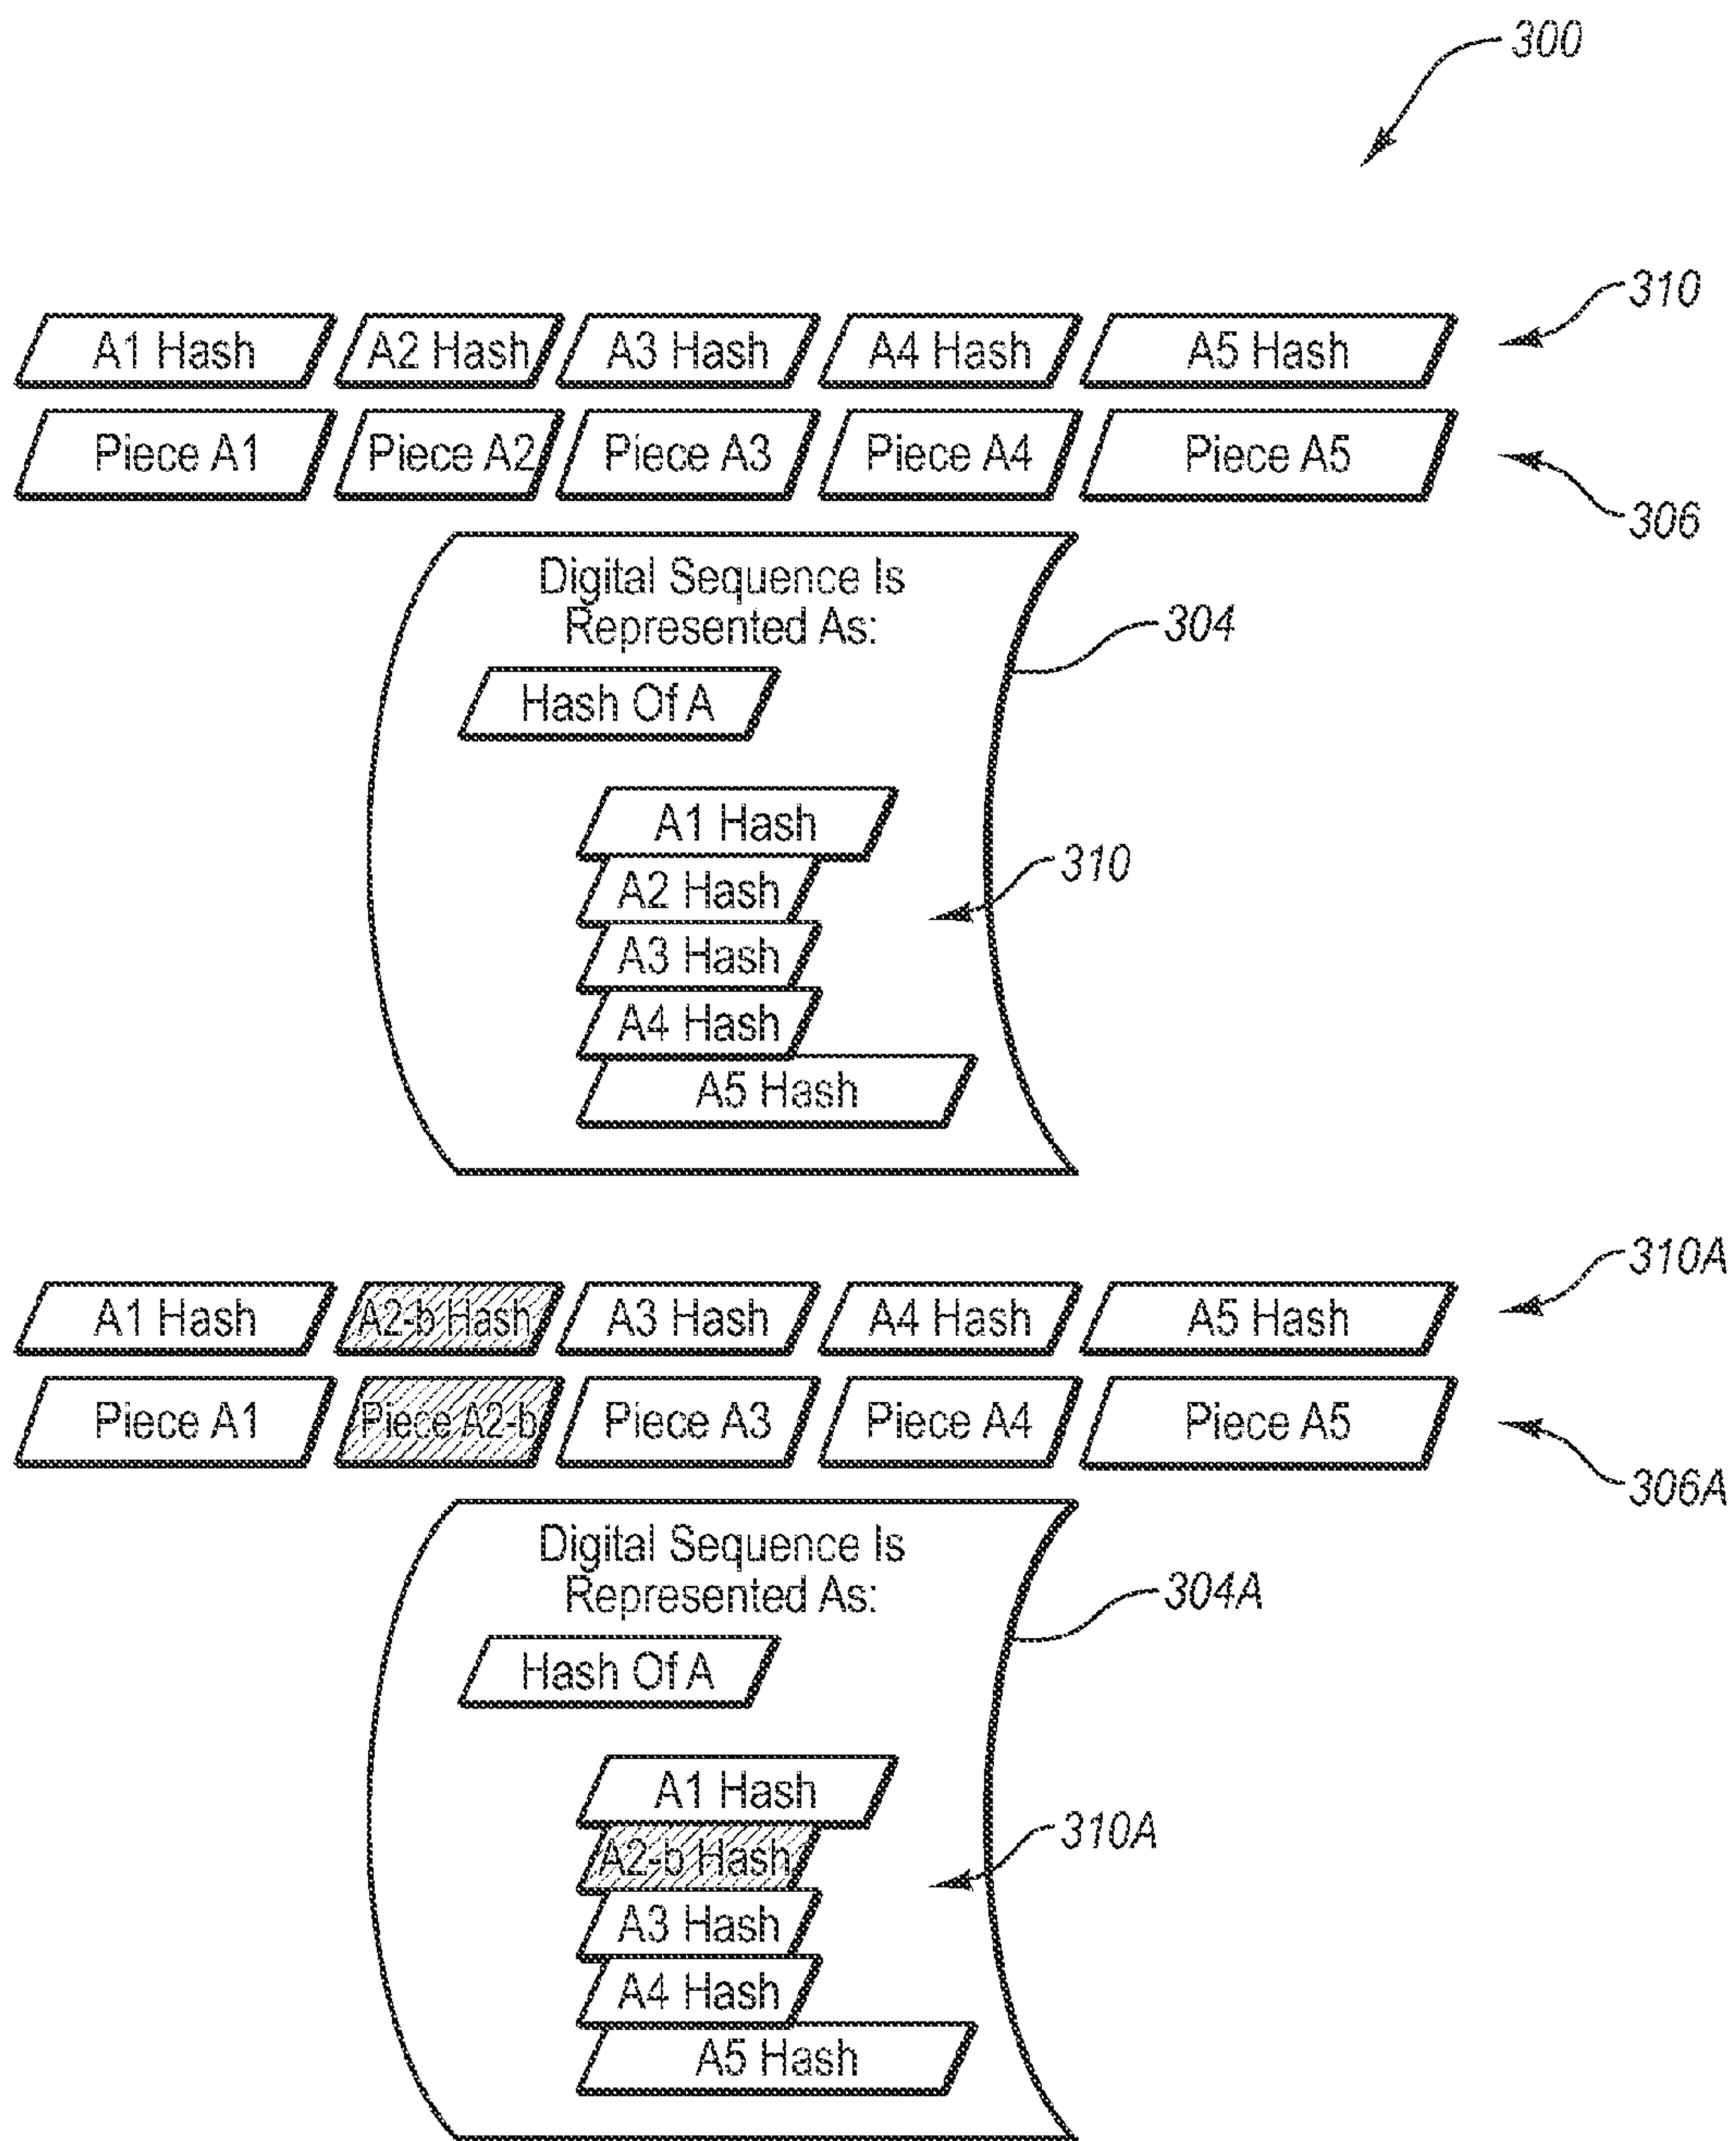 300
310
A1 Hash A2 Hash A3 Hash A4 Hash A5 Hash
Piece A1 Piece A2 Piece A3 Piece A4 Piece A5
306
Digital Sequence Is
Represented As:
304
Hash Of A
A1 Hash
310
A2 Hash
A3 Hash
A4 Hash
A5 Hash
310A
A1 Hash A2-b Hash A3 Hash A4 Hash A5 Hash
Piece A1 Piece A2-b Piece A3 Piece A4 Piece A5
306A
Digital Sequence Is
Represented As:
304A
Hash Of A
A1 Hash
310A
A2-b Hash
A3 Hash
A4 Hash
A5 Hash